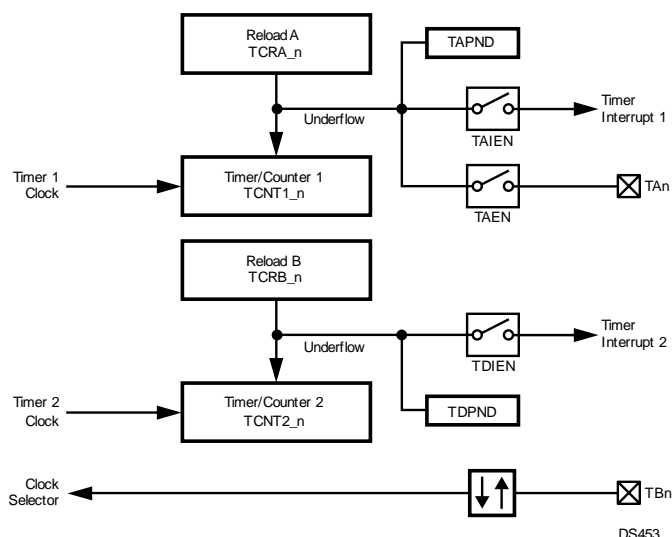 Reload A
TCRA_n
TAPND
Underflow
Timer
Interrupt 1
TAIEN
Timer 1
Clock
Timer/Counter 1
TCNT1_n
TAn
TAEN
Reload B
TCRB_n
Underflow
Timer
Interrupt 2
TDIEN
Timer 2
Clock
Timer/Counter 2
TCNT2_n
TDPND
Clock
Selector
TBn
DS453